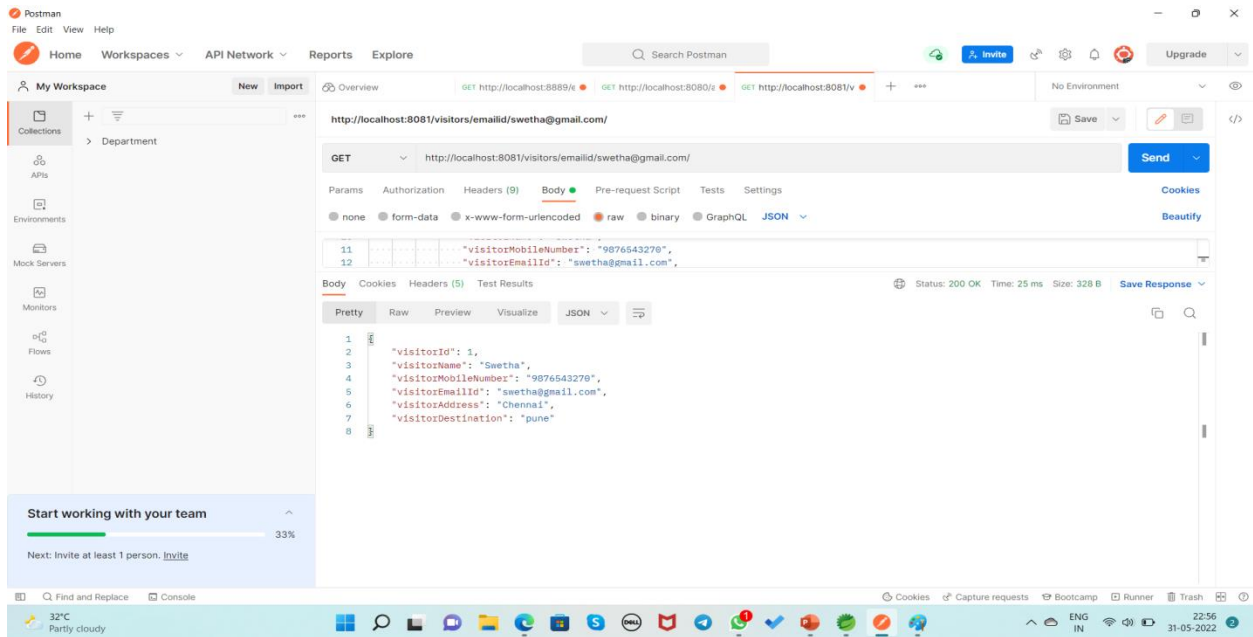 Postman
File Edit View Help
Home Workspaces API Network Reports Explore Search Postman Invite Upgrade
My Workspace New Import Overview GET http://localhost:8889/e GET http://localhost:8080/z GET http://localhost:8081/v + No Environment
Collections
APIs
Environments
Mock Servers
Monitors
Flows
History
Department
http://localhost:8081/visitors/emailid/swetha@gmail.com/ Save
GET http://localhost:8081/visitors/emailid/swetha@gmail.com/ Send
Params Authorization Headers (9) Body Pre-request Script Tests Settings Cookies
none form-data x-www-form-urlencoded raw binary GraphQL JSON Beautify
11 "visitorMobileNumber": "9876543270",
12 "visitorEmailId": "swetha@gmail.com",
Body Cookies Headers (5) Test Results Status: 200 OK Time: 25 ms Size: 328 B Save Response
Pretty Raw Preview Visualize JSON
1 {
2 "visitorId": 1,
3 "visitorName": "Swetha",
4 "visitorMobileNumber": "9876543270",
5 "visitorEmailId": "swetha@gmail.com",
6 "visitorAddress": "Chennai",
7 "visitorDestination": "pune"
8 }
Start working with your team
33%
Next: Invite at least 1 person. Invite
Find and Replace Console Cookies Capture requests Bootcamp Runner Trash
32°C
Partly cloudy
DELL
1
ENG
IN
22:56
31-05-2022
2